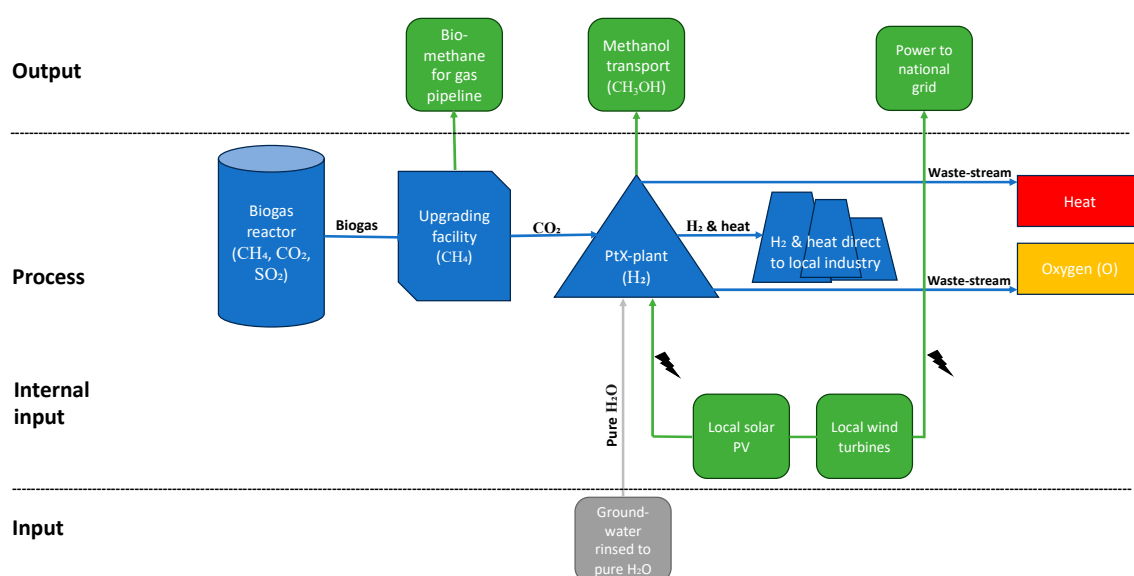 Output
Bio-
methane
for gas
pipeline
Methanol
transport
(CH₃OH)
Power to
national
grid
Process
Biogas
reactor
(CH₄, CO₂,
SO₂)
Biogas
Upgrading
facility
(CH₄)
CO₂
PtX-plant
(H₂)
H₂ & heat
H₂ & heat direct
to local industry
Waste-stream
Heat
Waste-stream
Oxygen (O)
Internal
input
Pure H₂O
Local solar
PV
Local wind
turbines
Input
Ground-
water
rinsed to
pure H₂O